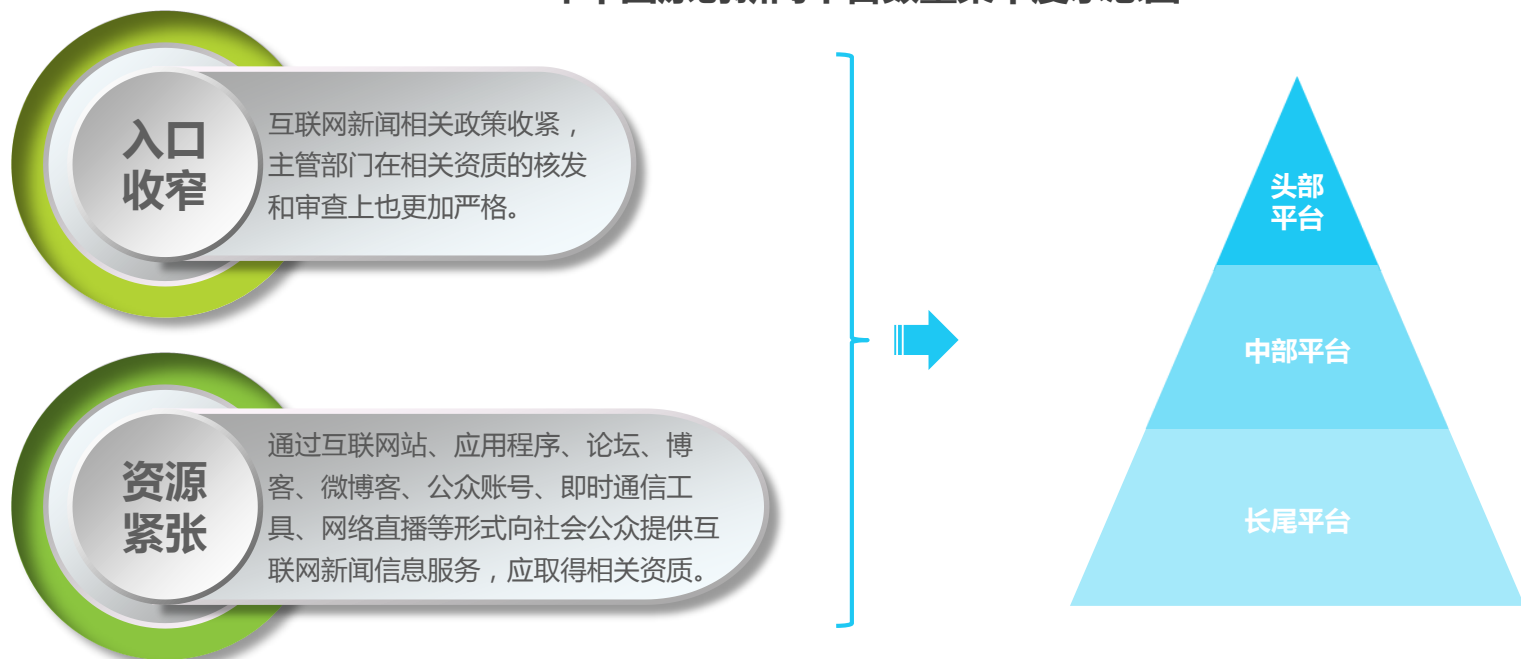 入口
收窄
互联网新闻相关政策收紧，
主管部门在相关资质的核发
和审查上也更加严格。
资源
紧张
通过互联网站、应用程序、论坛、博
客、微博客、公众账号、即时通信工
具、网络直播等形式向社会公众提供互
联网新闻信息服务，应取得相关资质。
头部
平台
中部平台
长尾平台